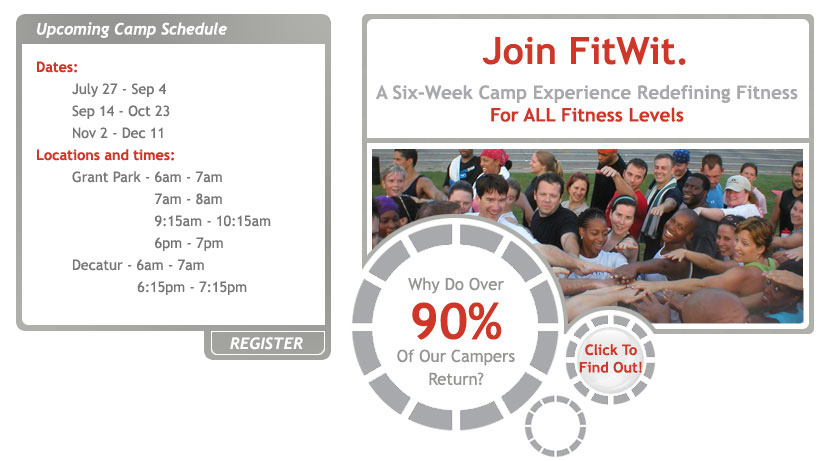 Upcoming Camp Schedule
Dates:
July 27 - Sep 4
Sep 14 - Oct 23
Nov 2 - Dec 11
Locations and times:
Grant Park - 6am - 7am
7am - 8am
9:15am - 10:15am
6pm - 7pm
Decatur - 6am - 7am
6:15pm - 7:15pm
REGISTER
Join FitWit.
A Six-Week Camp Experience Redefining Fitness
For ALL Fitness Levels
Why Do Over
90%
Of Our Campers
Return?
Click To
Find Out!